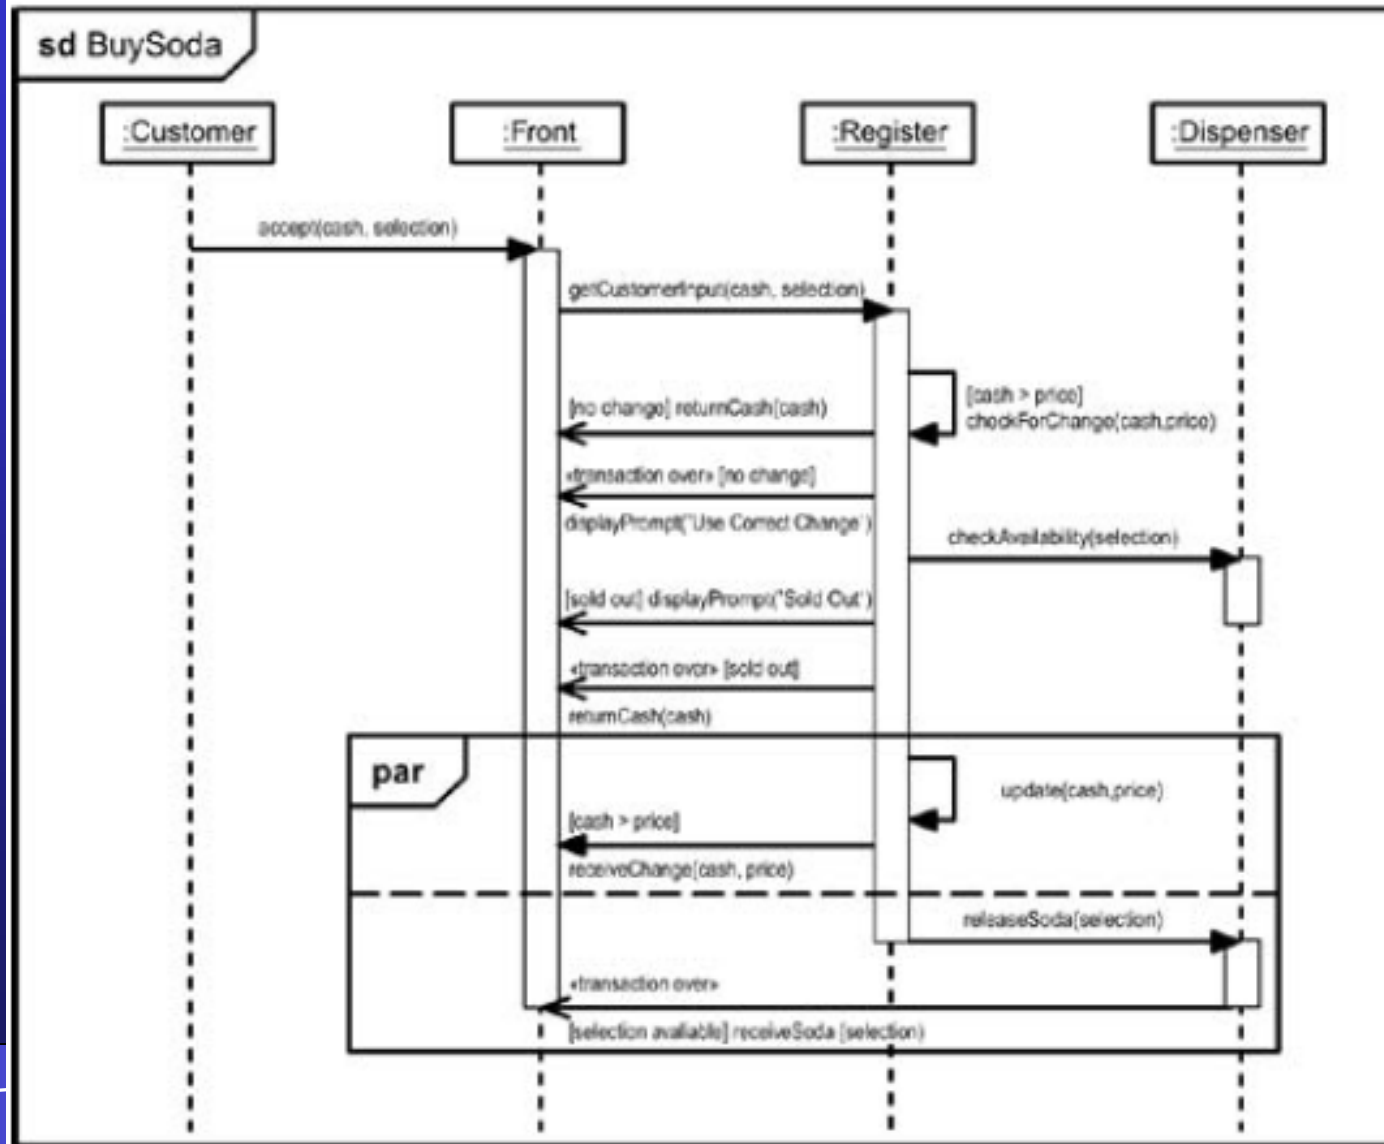 sd BuySoda
:Customer
:Front
:Register
:Dispenser
accept(cash, selection)
getCustomerInput(cash, selection)
[cash > price]
checkForChange(cash,price)
[no change] returnCash(cash)
«transaction over» [no change]
displayPrompt("Use Correct Change")
checkAvailability(selection)
[sold out] displayPrompt("Sold Out")
«transaction over» [sold out]
returnCash(cash)
par
update(cash,price)
[cash > price]
receiveChange(cash, price)
releaseSoda(selection)
«transaction over»
[selection avaliable] receiveSoda (selection)